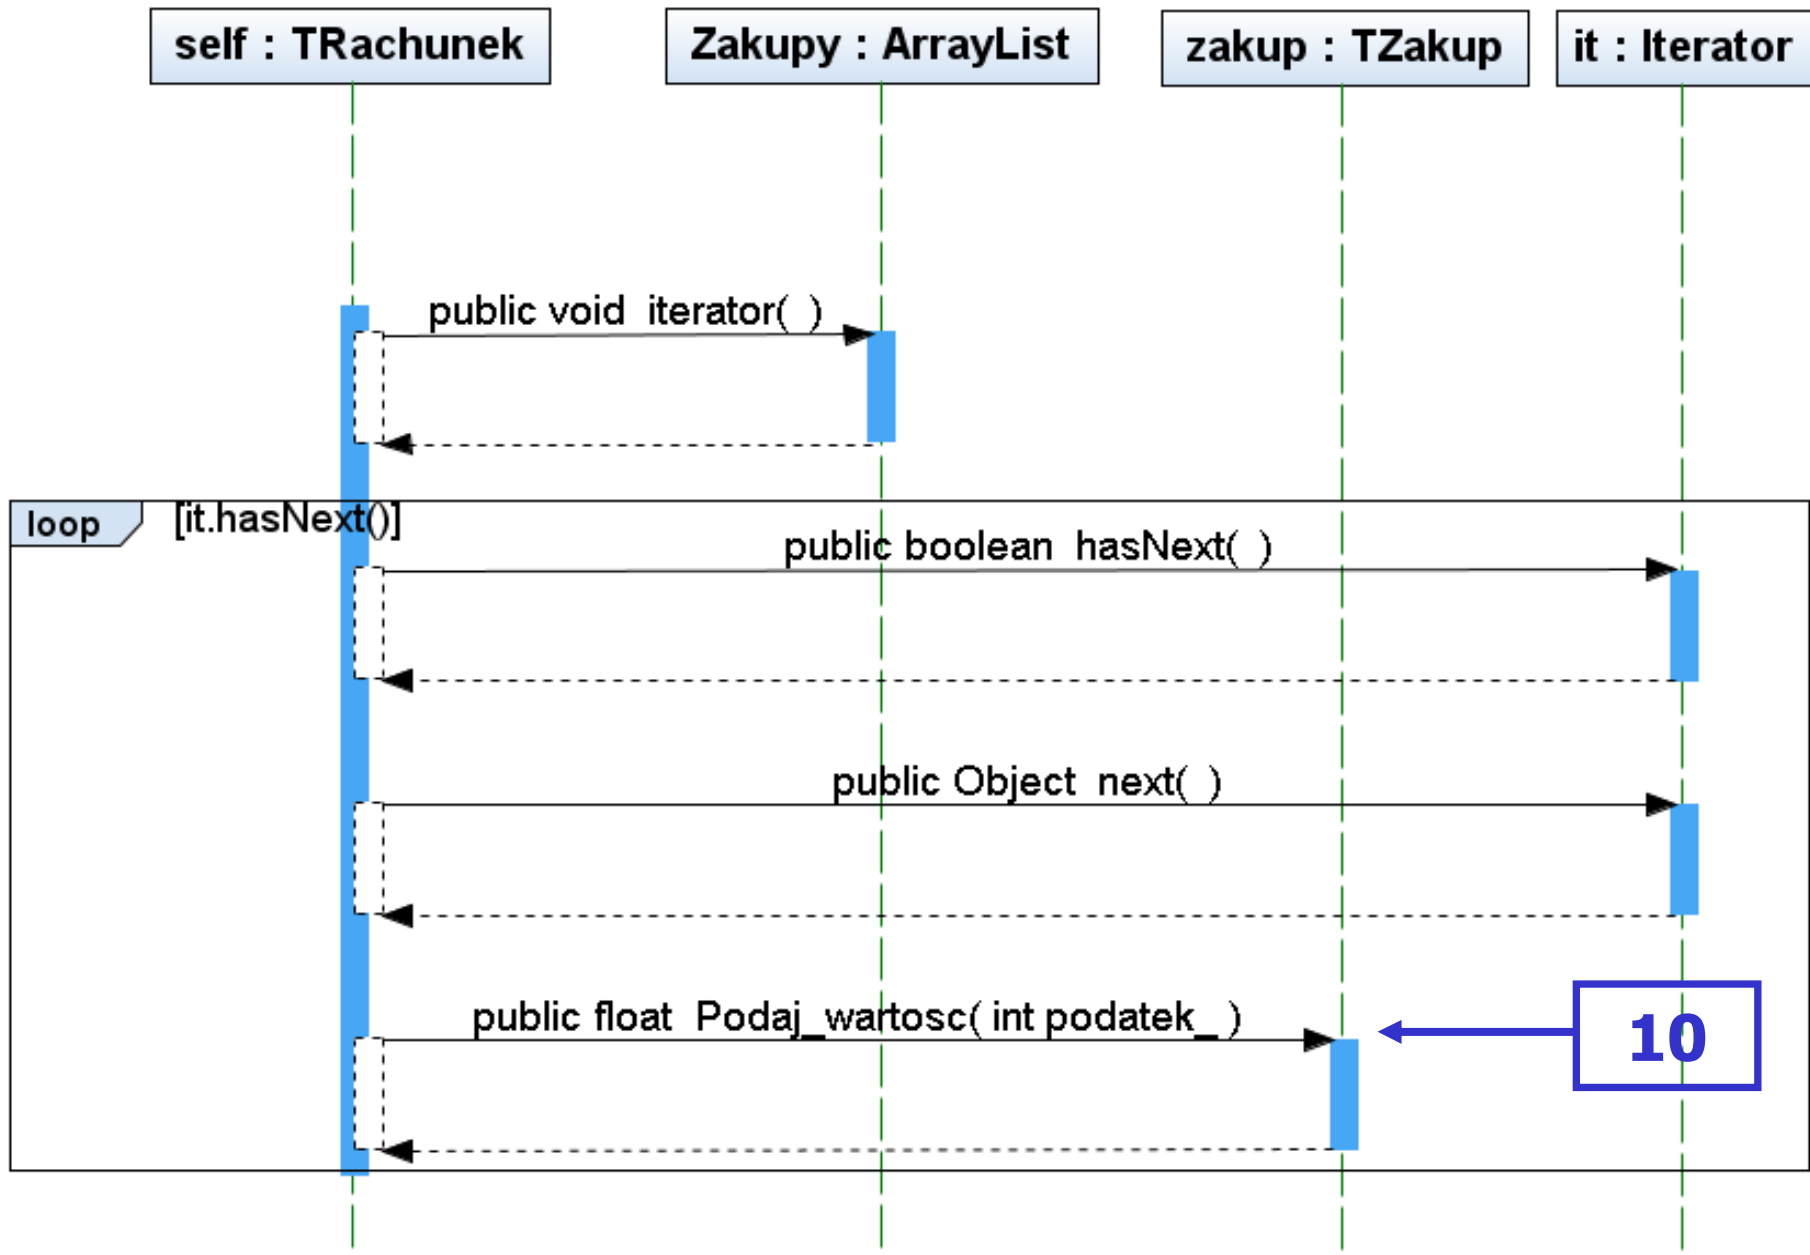 self : TRachunek
Zakupy : ArrayList
zakup : TZakup
it : Iterator
public void iterator( )
loop
[it.hasNext()]
public boolean hasNext( )
public Object next( )
public float Podaj_wartosc( int podatek_ )
10